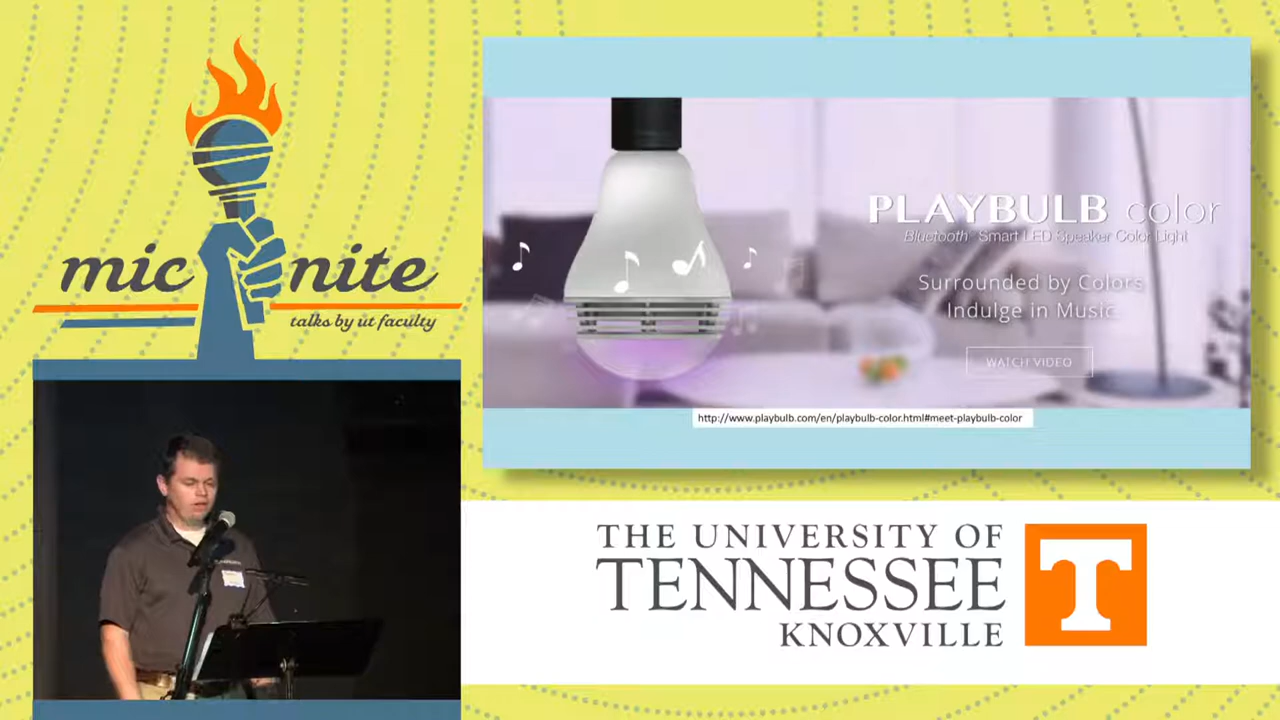 mic nite
talks by ut faculty
PLAYBULB color
Bluetooth® Smart LED Speaker Color Light
Surrounded by Colors
Indulge in Music.
WATCH VIDEO
http://www.playbulb.com/en/playbulb-color.html#meet-playbulb-color
THE UNIVERSITY OF
TENNESSEE
KNOXVILLE
T